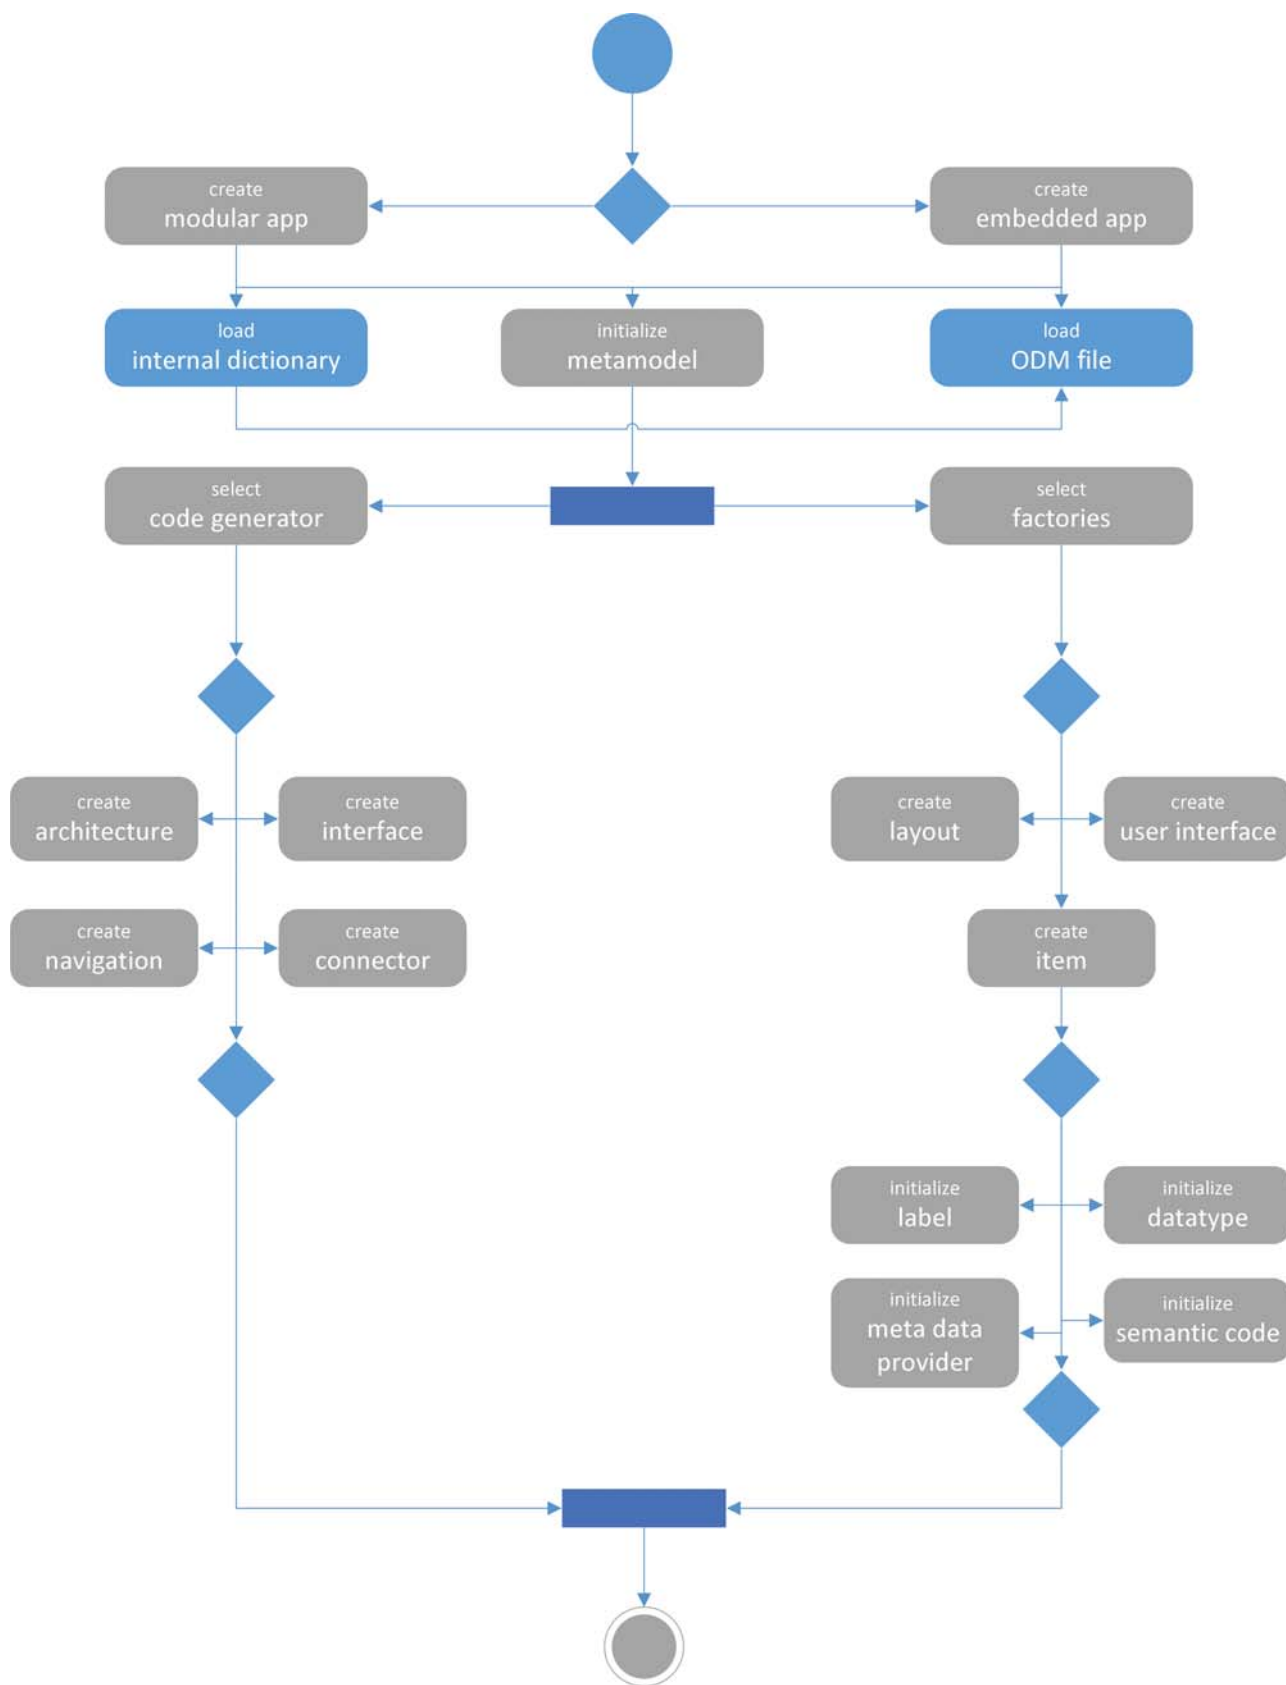 create
modular app
create
embedded app
load
internal dictionary
initialize
metamodel
load
ODM file
select
code generator
select
factories
create
architecture
create
interface
create
layout
create
user interface
create
navigation
create
connector
create
item
initialize
label
initialize
datatype
initialize
meta data
provider
initialize
semantic code